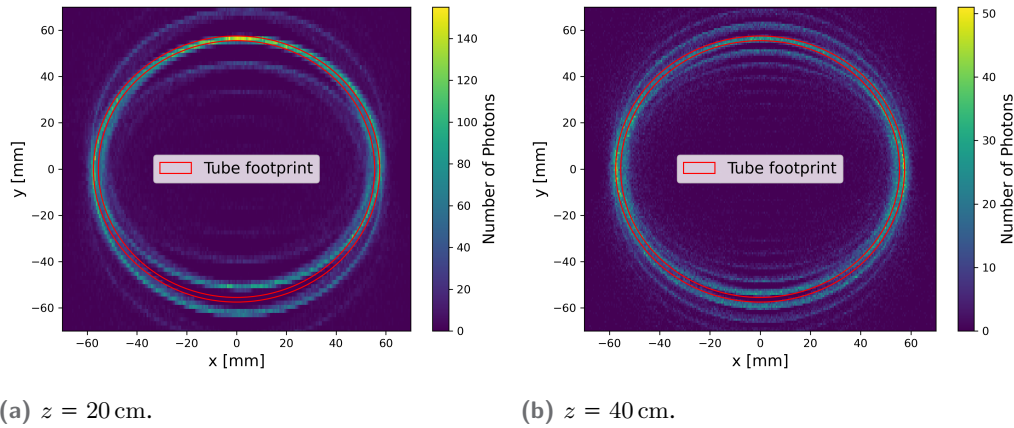 60
40
20
0
−20
−40
−60
y [mm]
−60 −40 −20 0 20 40 60
x [mm]
Tube footprint
140
120
100
80
60
40
20
0
Number of Photons
60
40
20
0
−20
−40
−60
y [mm]
−60 −40 −20 0 20 40 60
x [mm]
Tube footprint
50
40
30
20
10
0
Number of Photons
(a) z = 20 cm.
(b) z = 40 cm.